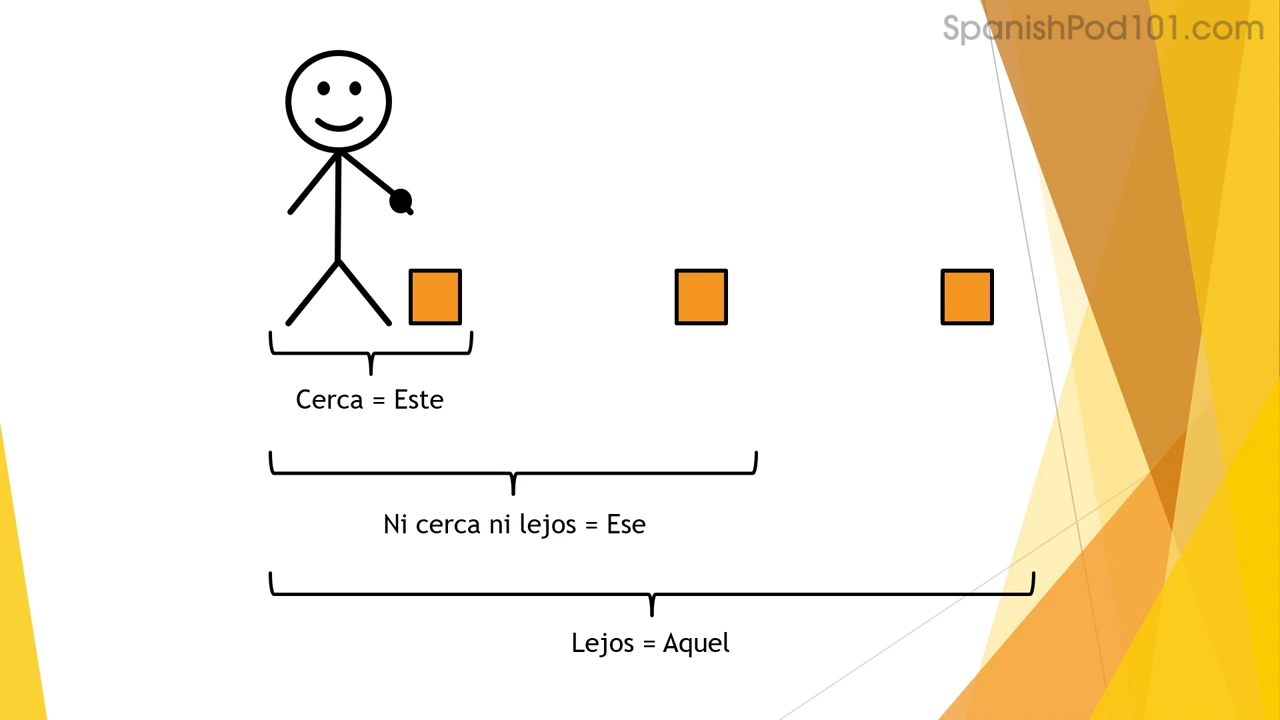 SpanishPod101.com
Cerca = Este
Ni cerca ni lejos = Ese
Lejos = Aquel